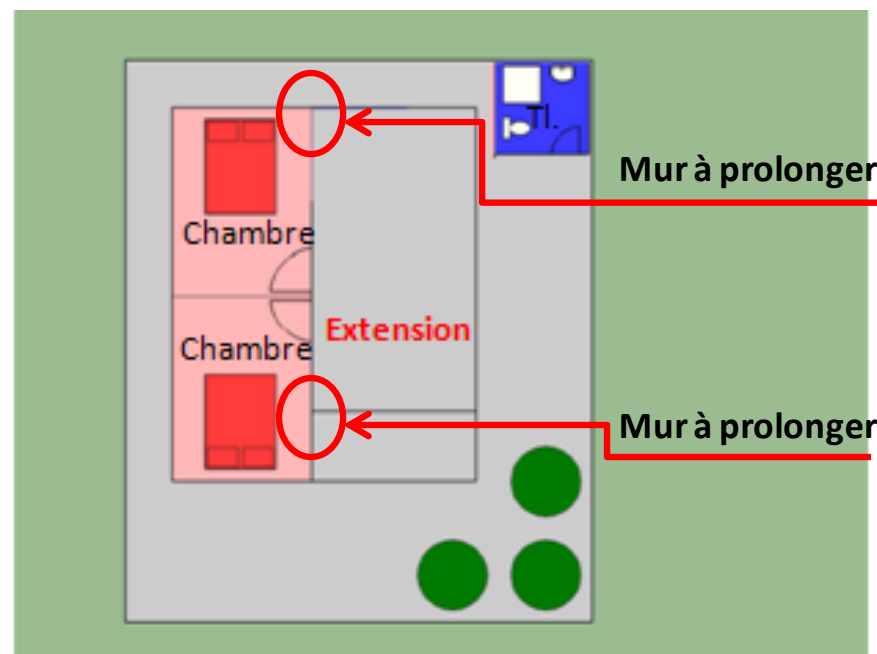 Tl.
Mur à prolonger
Chambre
Extension
Chambre
Mur à prolonger